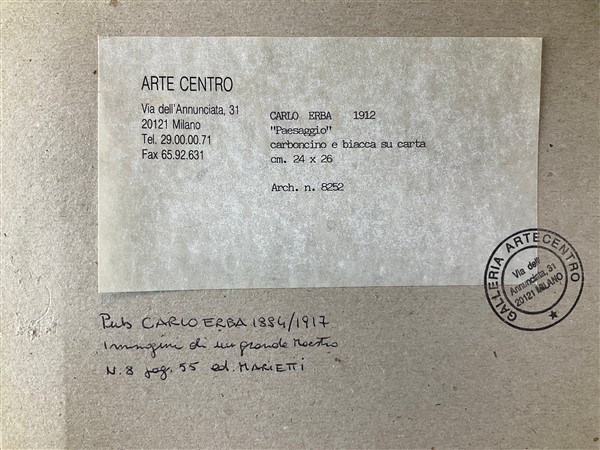 ARTE CENTRO
Via dell'Annunciata, 31
20121 Milano
Tel. 29.00.00.71
Fax 65.92.631
CARLO ERBA 1912
"Paesaggio"
carboncino e biacca su carta
cm. 24 x 26
Arch. n. 8252
GALLERIA ARTECENTRO
Via dell'
Annunciata, 31
20121 MILANO
Pub CARLO ERBA 1884/1917
Immagini di un grande Maestro
N. 8 pag. 55 ed. MARIETTI